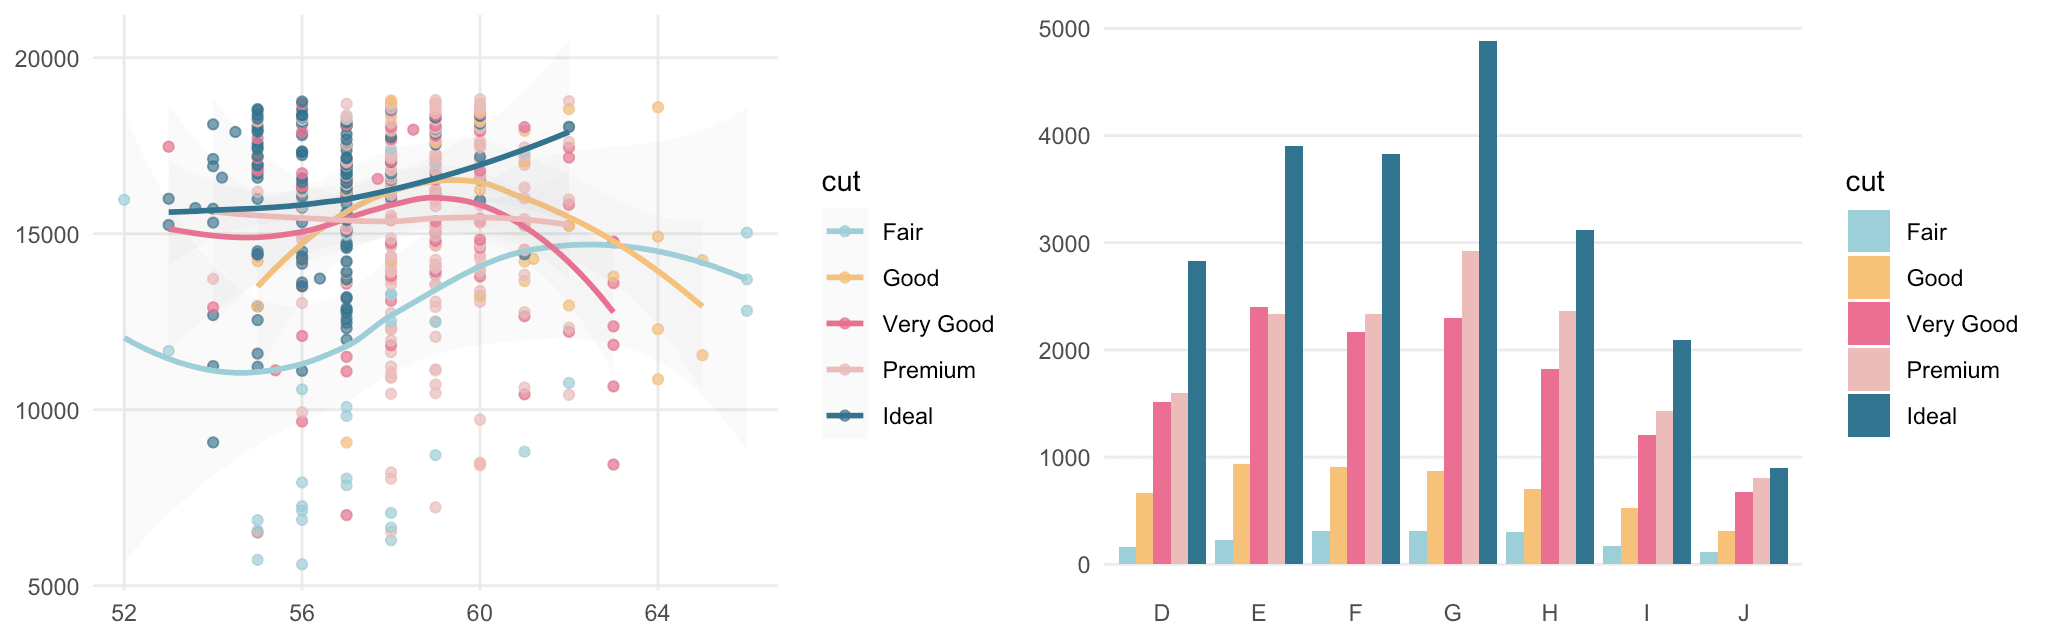 20000
15000
10000
5000
52 56 60 64
cut
Fair
Good
Very Good
Premium
Ideal
5000
4000
3000
2000
1000
0
D E F G H I J
cut
Fair
Good
Very Good
Premium
Ideal